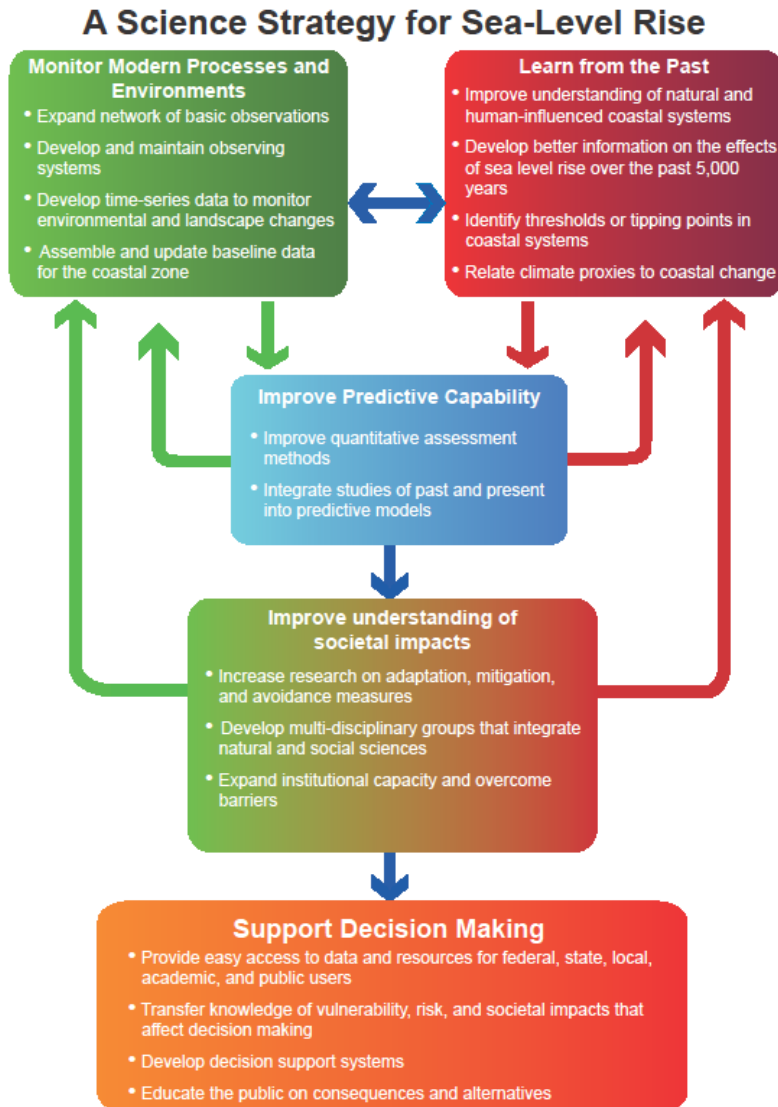 A Science Strategy for Sea-Level Rise
Monitor Modern Processes and
Environments
• Expand network of basic observations
• Develop and maintain observing
systems
• Develop time-series data to monitor
environmental and landscape changes
• Assemble and update baseline data
for the coastal zone
Learn from the Past
• Improve understanding of natural and
human-influenced coastal systems
• Develop better information on the effects
of sea level rise over the past 5,000
years
• Identify thresholds or tipping points in
coastal systems
• Relate climate proxies to coastal change
Improve Predictive Capability
• Improve quantitative assessment
methods
• Integrate studies of past and present
into predictive models
Improve understanding of
societal impacts
• Increase research on adaptation, mitigation,
and avoidance measures
• Develop multi-disciplinary groups that integrate
natural and social sciences
• Expand institutional capacity and overcome
barriers
Support Decision Making
• Provide easy access to data and resources for federal, state, local,
academic, and public users
• Transfer knowledge of vulnerability, risk, and societal impacts that
affect decision making
• Develop decision support systems
• Educate the public on consequences and alternatives